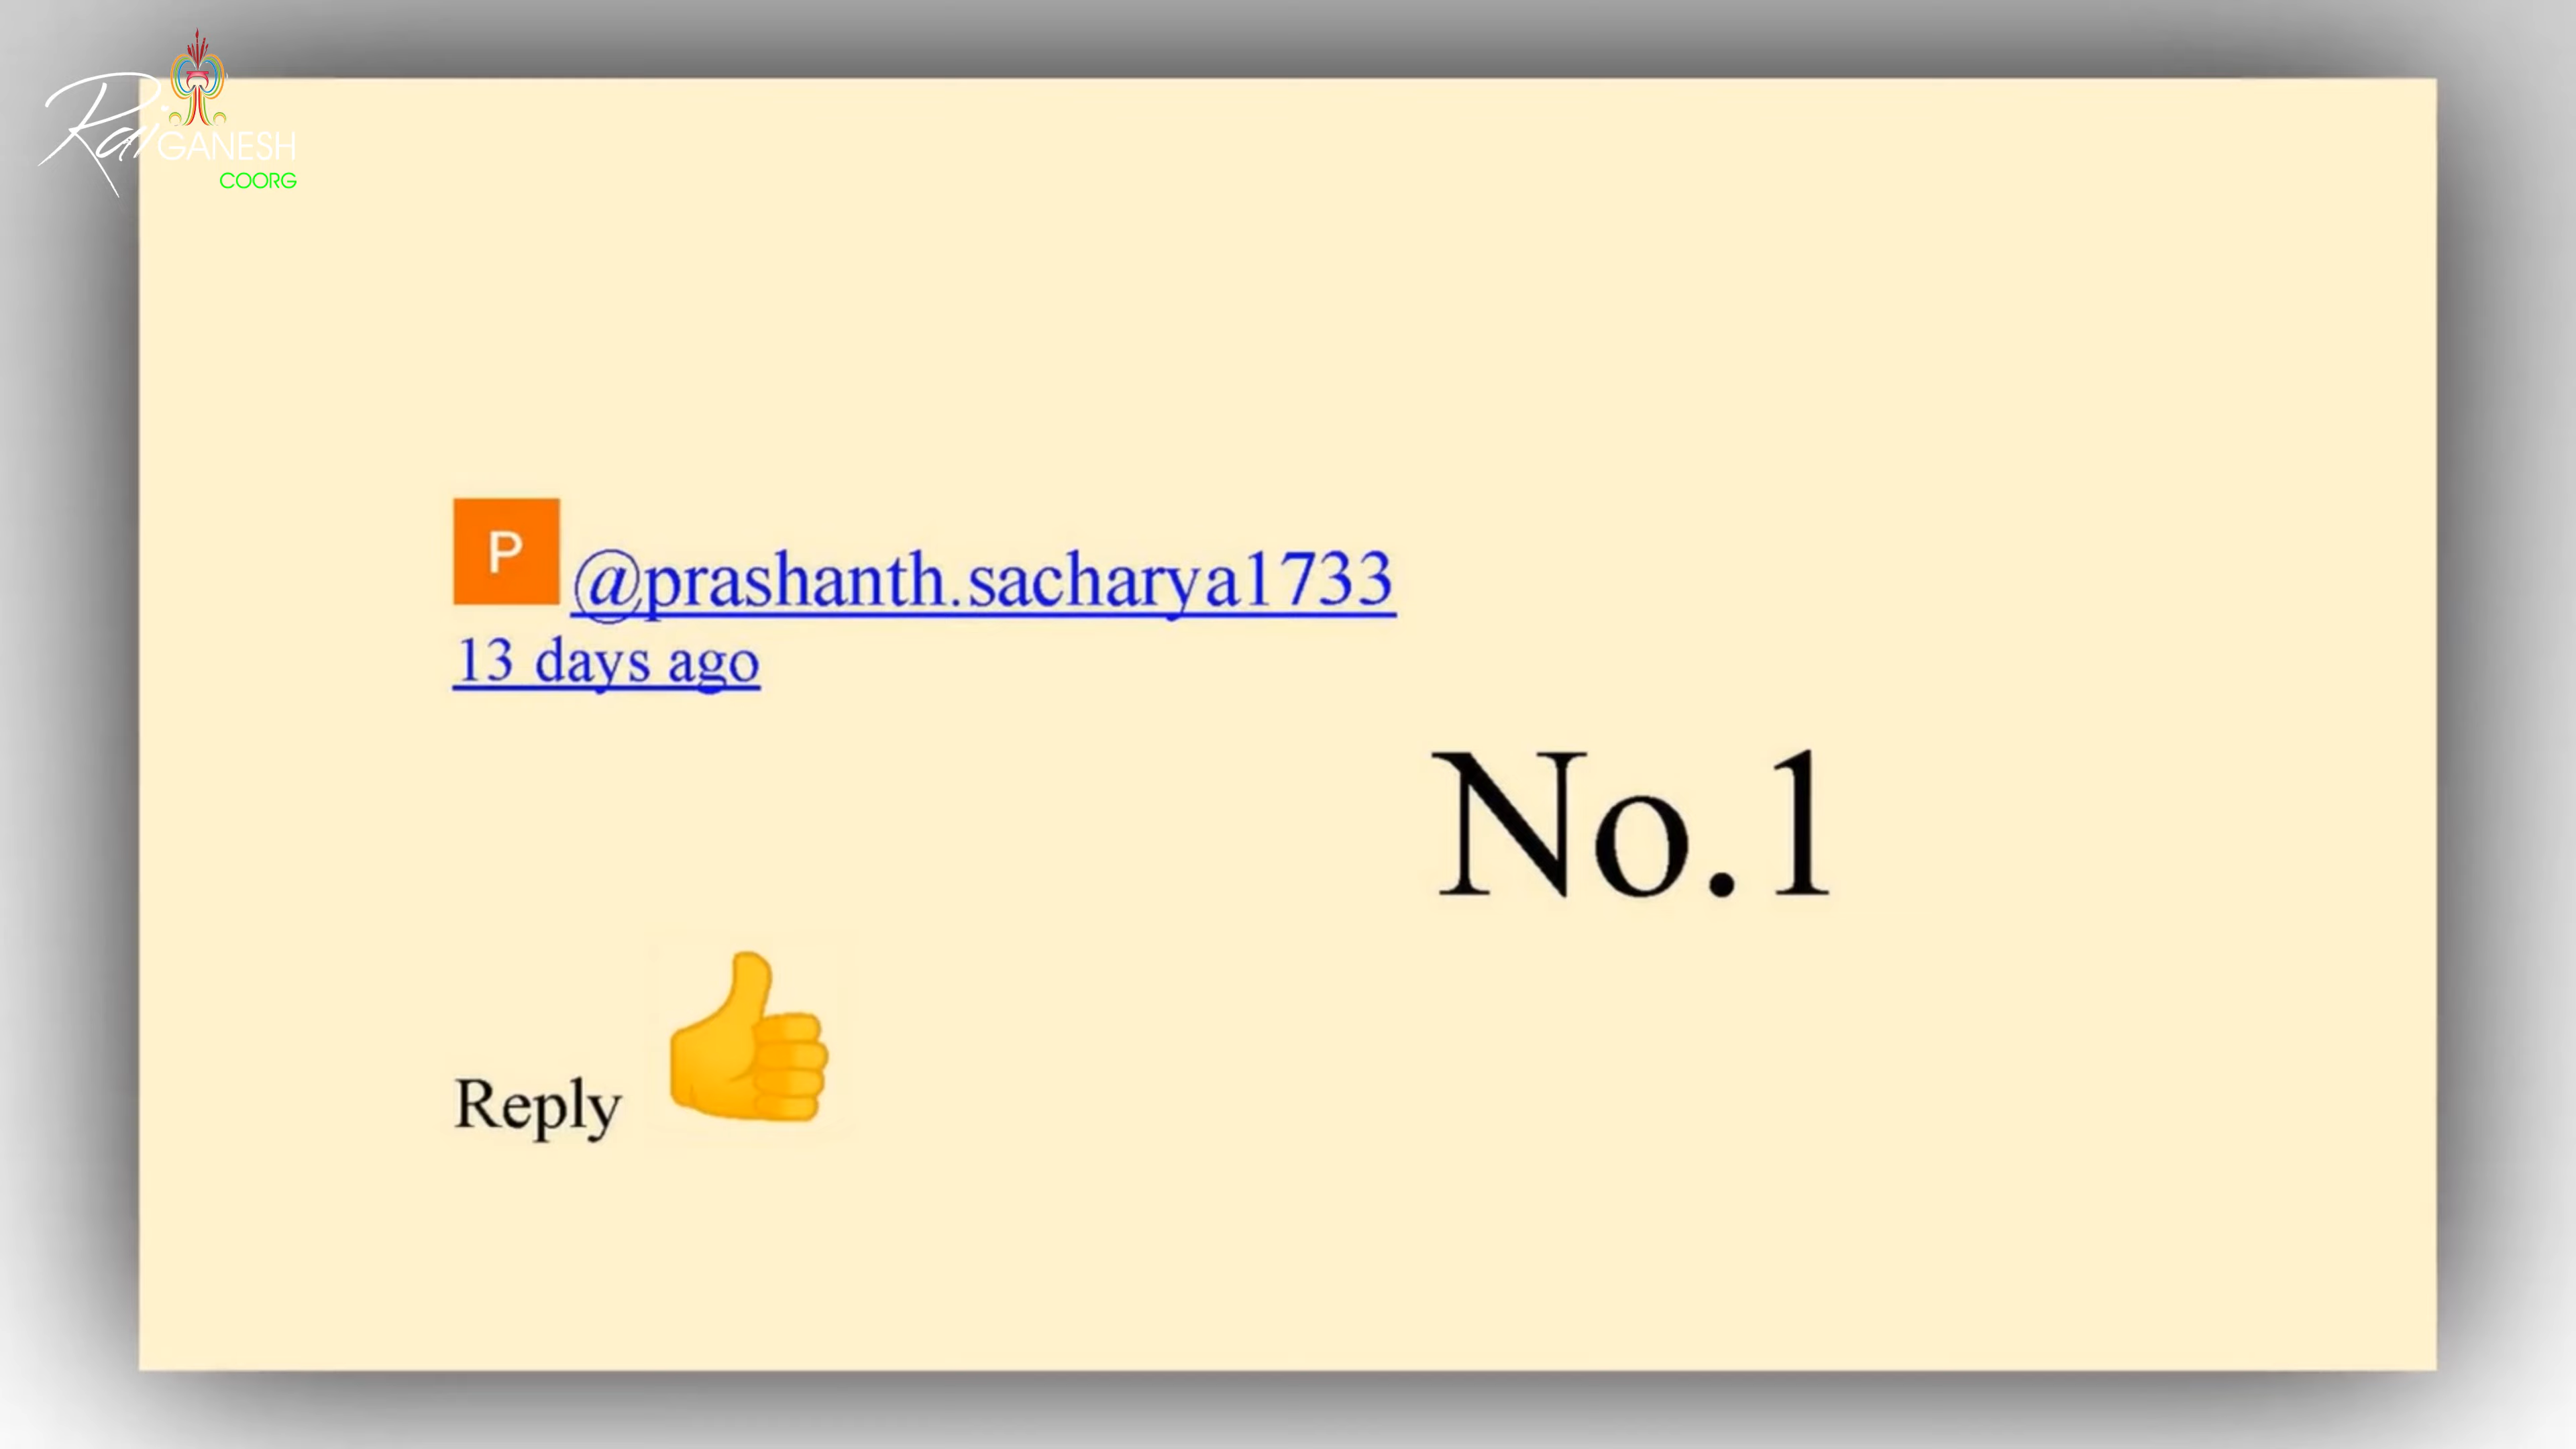 Rai GANESH
COORG
P @prashanth.sacharya1733
13 days ago
No.1
Reply